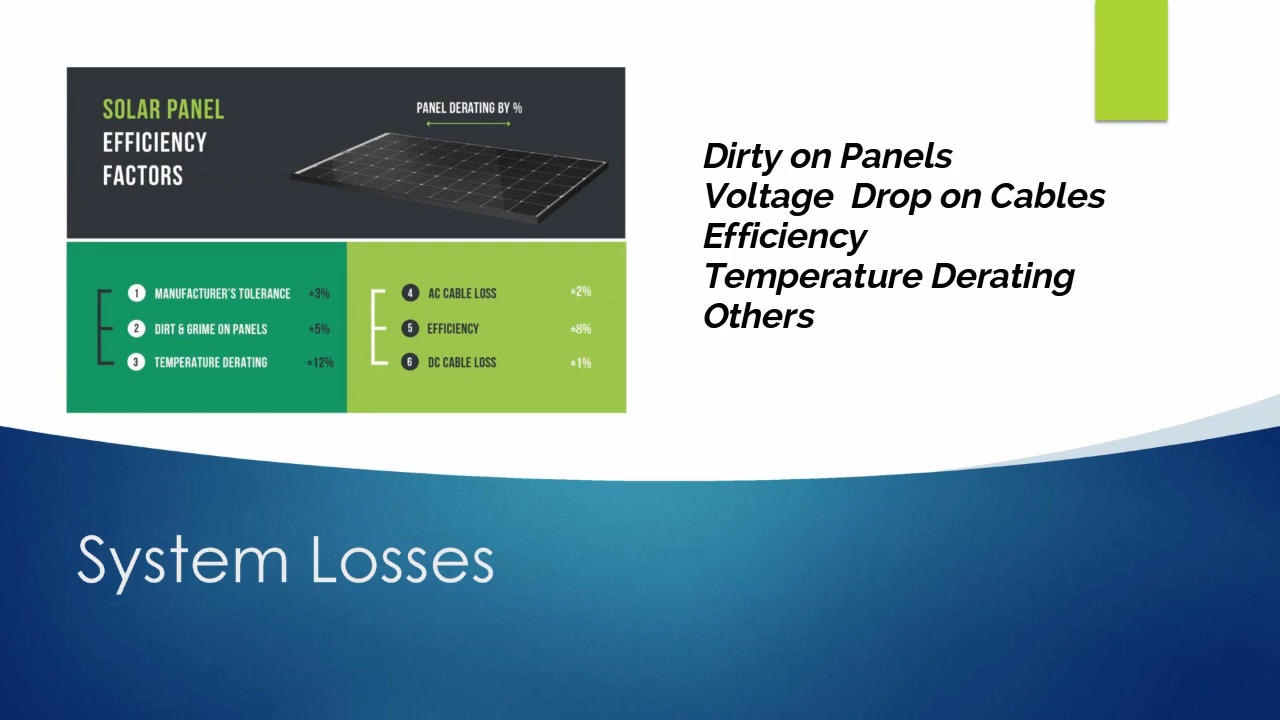 SOLAR PANEL
EFFICIENCY
FACTORS
PANEL DERATING BY %
1 MANUFACTURER'S TOLERANCE ±3%
2 DIRT & GRIME ON PANELS ±5%
3 TEMPERATURE DERATING ±12%
4 AC CABLE LOSS ±2%
5 EFFICIENCY ±8%
6 DC CABLE LOSS ±1%
Dirty on Panels
Voltage  Drop on Cables
Efficiency
Temperature Derating
Others
System Losses